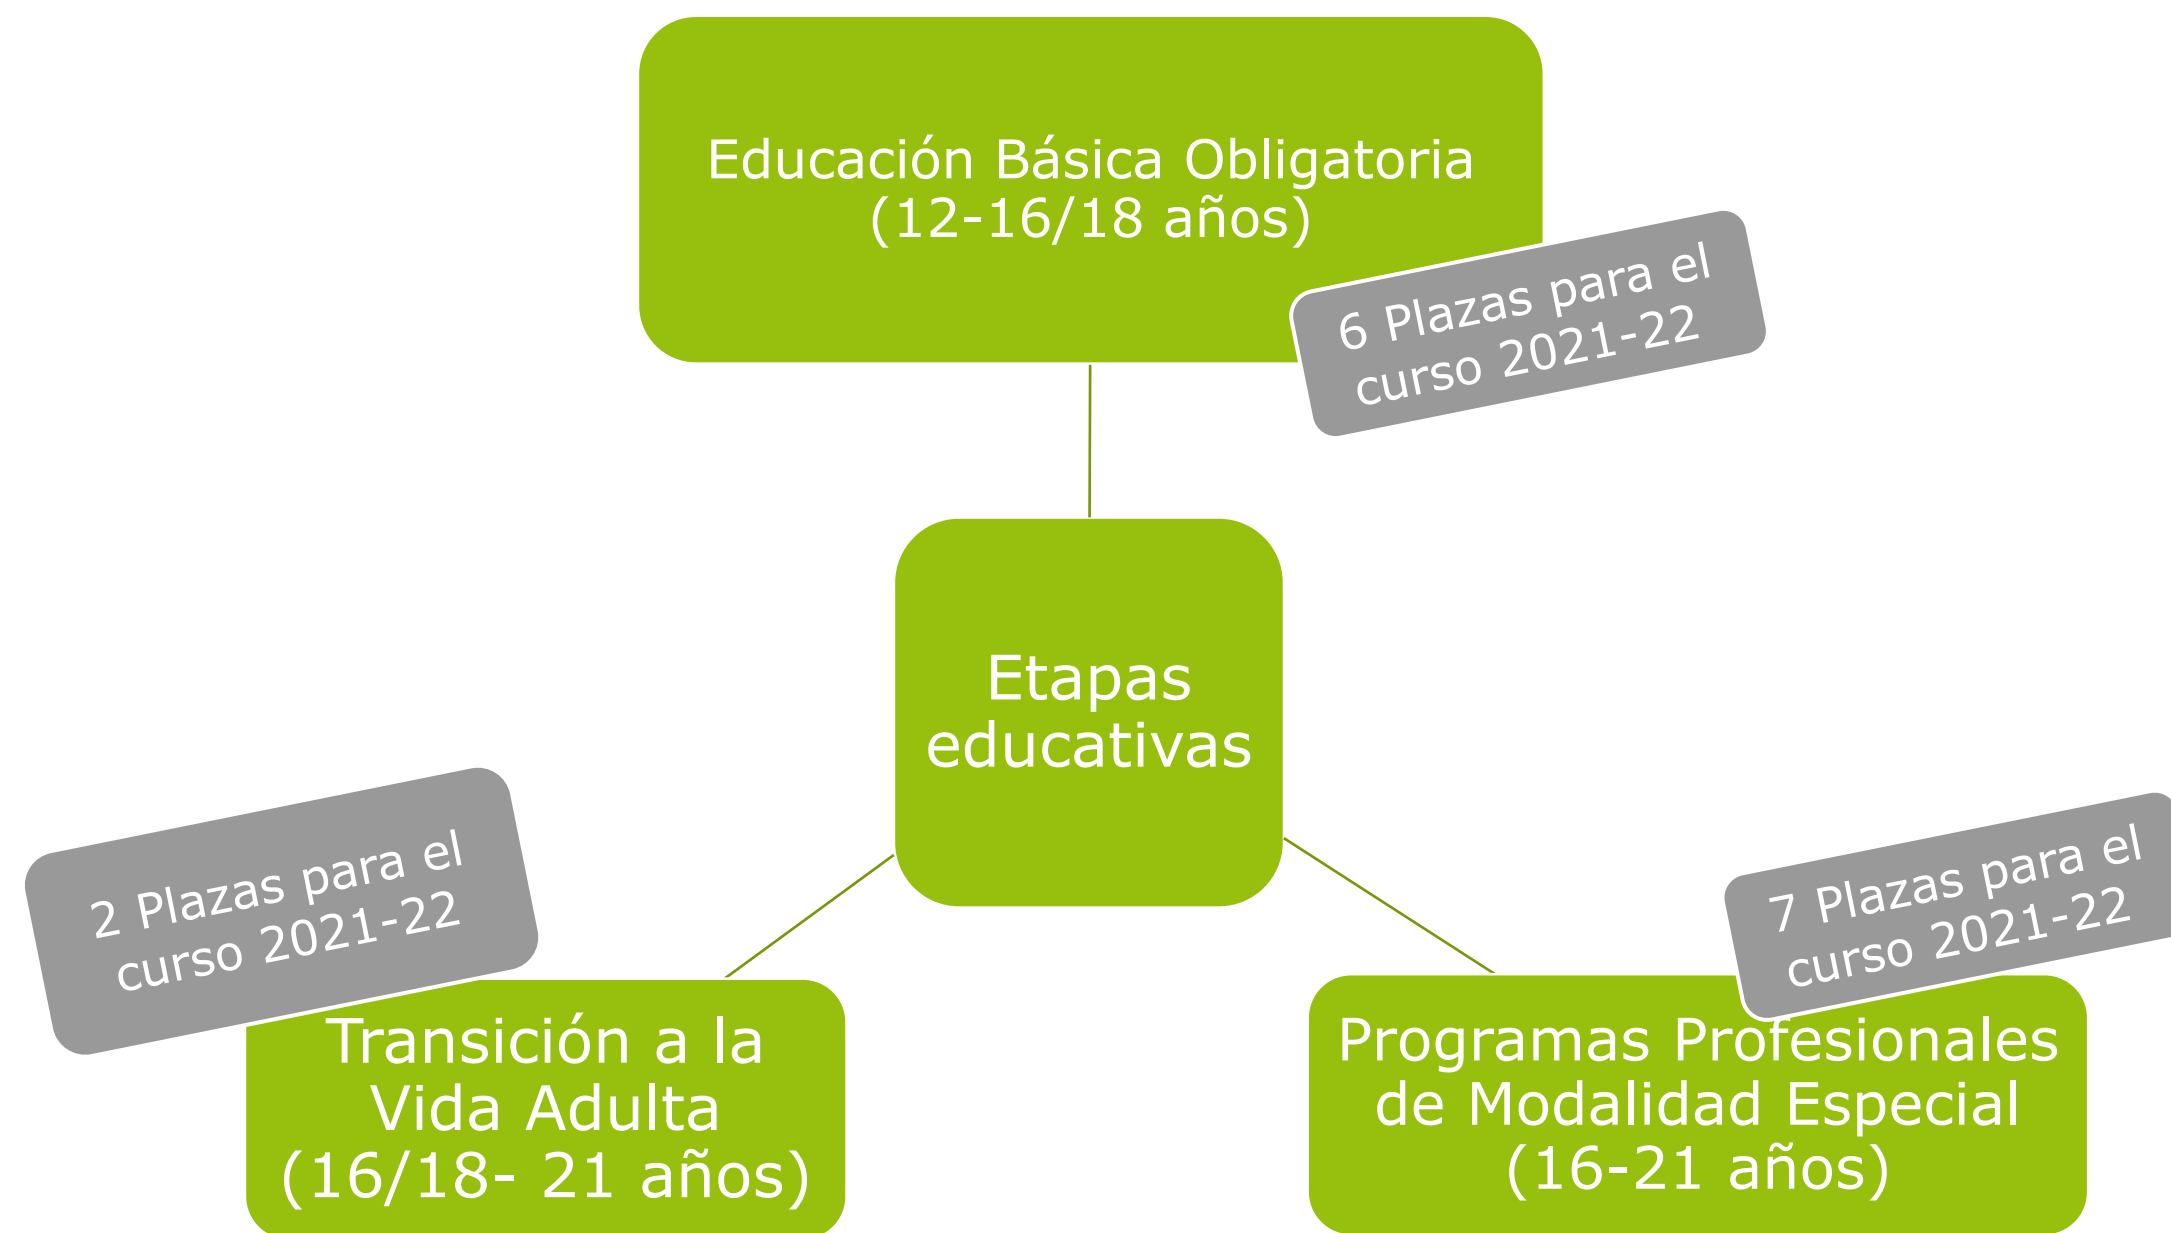 Educación Básica Obligatoria
(12-16/18 años)
6 Plazas para el
curso 2021-22
Etapas
educativas
2 Plazas para el
curso 2021-22
Transición a la
Vida Adulta
(16/18- 21 años)
7 Plazas para el
curso 2021-22
Programas Profesionales
de Modalidad Especial
(16-21 años)